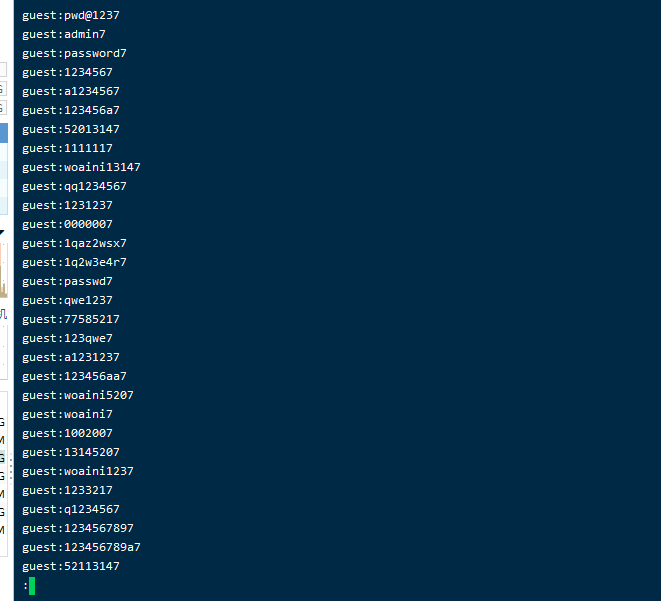 guest:pwd@1237
guest:admin7
guest:password7
guest:1234567
guest:a1234567
guest:123456a7
guest:52013147
guest:1111117
guest:woaini13147
guest:qq1234567
guest:1231237
guest:0000007
guest:1qaz2wsx7
guest:1q2w3e4r7
guest:passwd7
guest:qwe1237
guest:77585217
guest:123qwe7
guest:a1231237
guest:123456aa7
guest:woaini5207
guest:woaini7
guest:1002007
guest:13145207
guest:woaini1237
guest:1233217
guest:q1234567
guest:1234567897
guest:123456789a7
guest:52113147
:
机
G
M
G
G
M
G
M